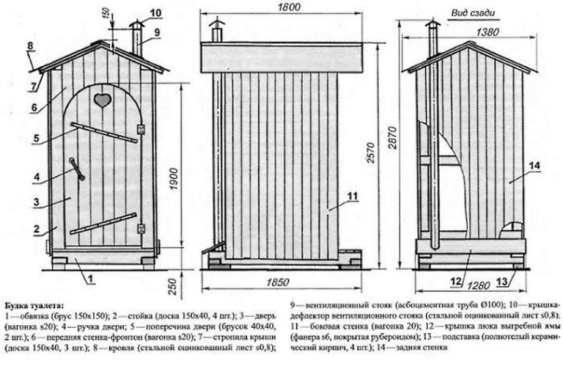 1800
Вид сзади
1380
150
10
9
8
7
6
5
4
3
2
1
1900
250
11
1850
2570
2870
14
12
13
1280
Будка туалета:
1—обвязка (брус 150х150); 2—стойка (доска 150х40, 4 шт.); 3—дверь
(вагонка s20); 4—ручка двери; 5—поперечина двери (брусок 40х40,
2 шт.); 6—передняя стенка-фронтон (вагонка s20); 7—стропила крыши
(доска 150х40, 3 шт.); 8—кровля (стальной оцинкованный лист s0,8);
9—вентиляционный стояк (асбоцементная труба Ø100); 10—крышка-
дефлектор вентиляционного стояка (стальной оцинкованный лист s0,8);
11—боковая стенка (вагонка 20); 12—крышка люка выгребной ямы
(фанера s6, покрытая рубероидом); 13—подставка (полнотелый керами-
ческий кирпич, 4 шт.); 14—задняя стенка